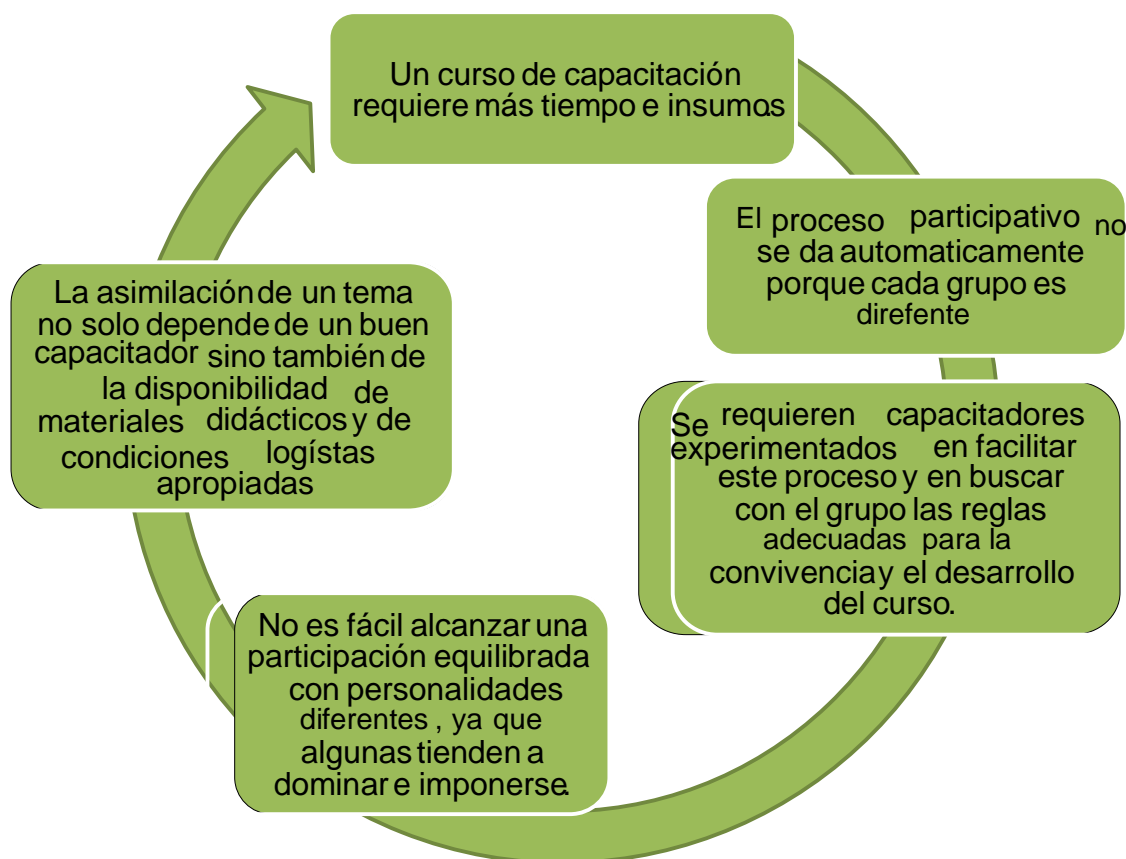 Un curso de capacitación
requiere más tiempo e insumos.
El proceso participativo no
se da automaticamente
porque cada grupo es
direfente
Se requieren capacitadores
experimentados en facilitar
este proceso y en buscar
con el grupo las reglas
adecuadas para la
convivencia y el desarrollo
del curso.
No es fácil alcanzar una
participación equilibrada
con personalidades
diferentes , ya que
algunas tienden a
dominar e imponerse.
La asimilación de un tema
no solo depende de un buen
capacitador sino también de
la disponibilidad de
materiales didácticos y de
condiciones logístas
apropiadas